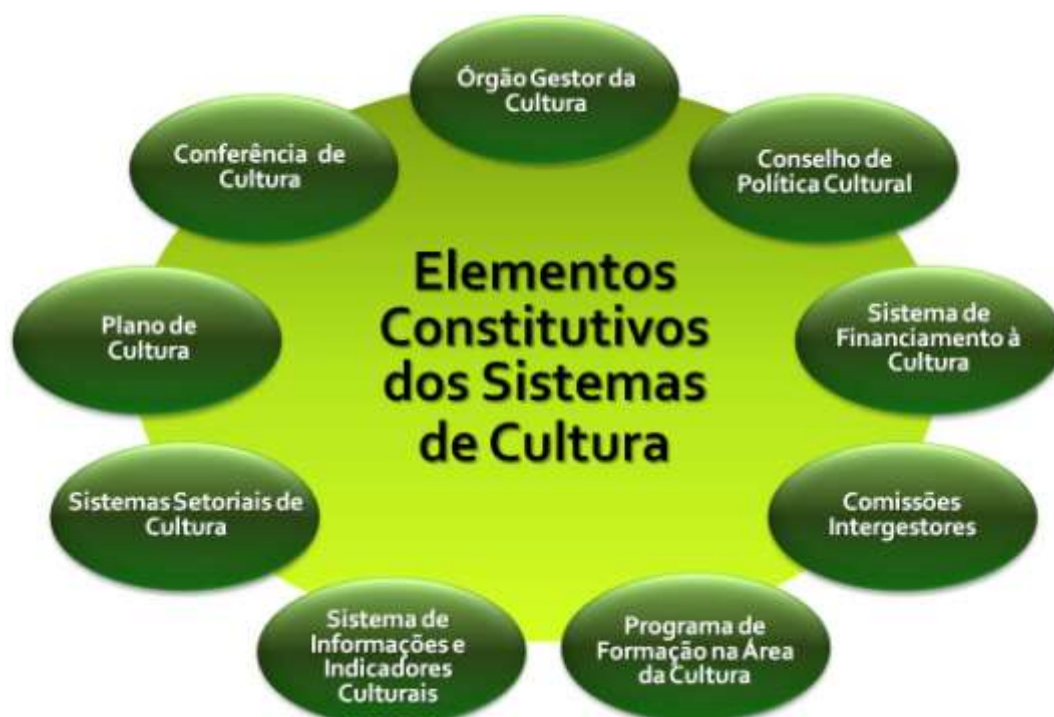 Órgão Gestor da
Cultura
Conferência de
Cultura
Conselho de
Política Cultural
Elementos
Constitutivos
dos Sistemas
de Cultura
Plano de
Cultura
Sistema de
Financiamento à
Cultura
Sistemas Setoriais de
Cultura
Comissões
Intergestores
Sistema de
Informações e
Indicadores
Culturais
Programa de
Formação na Área
da Cultura